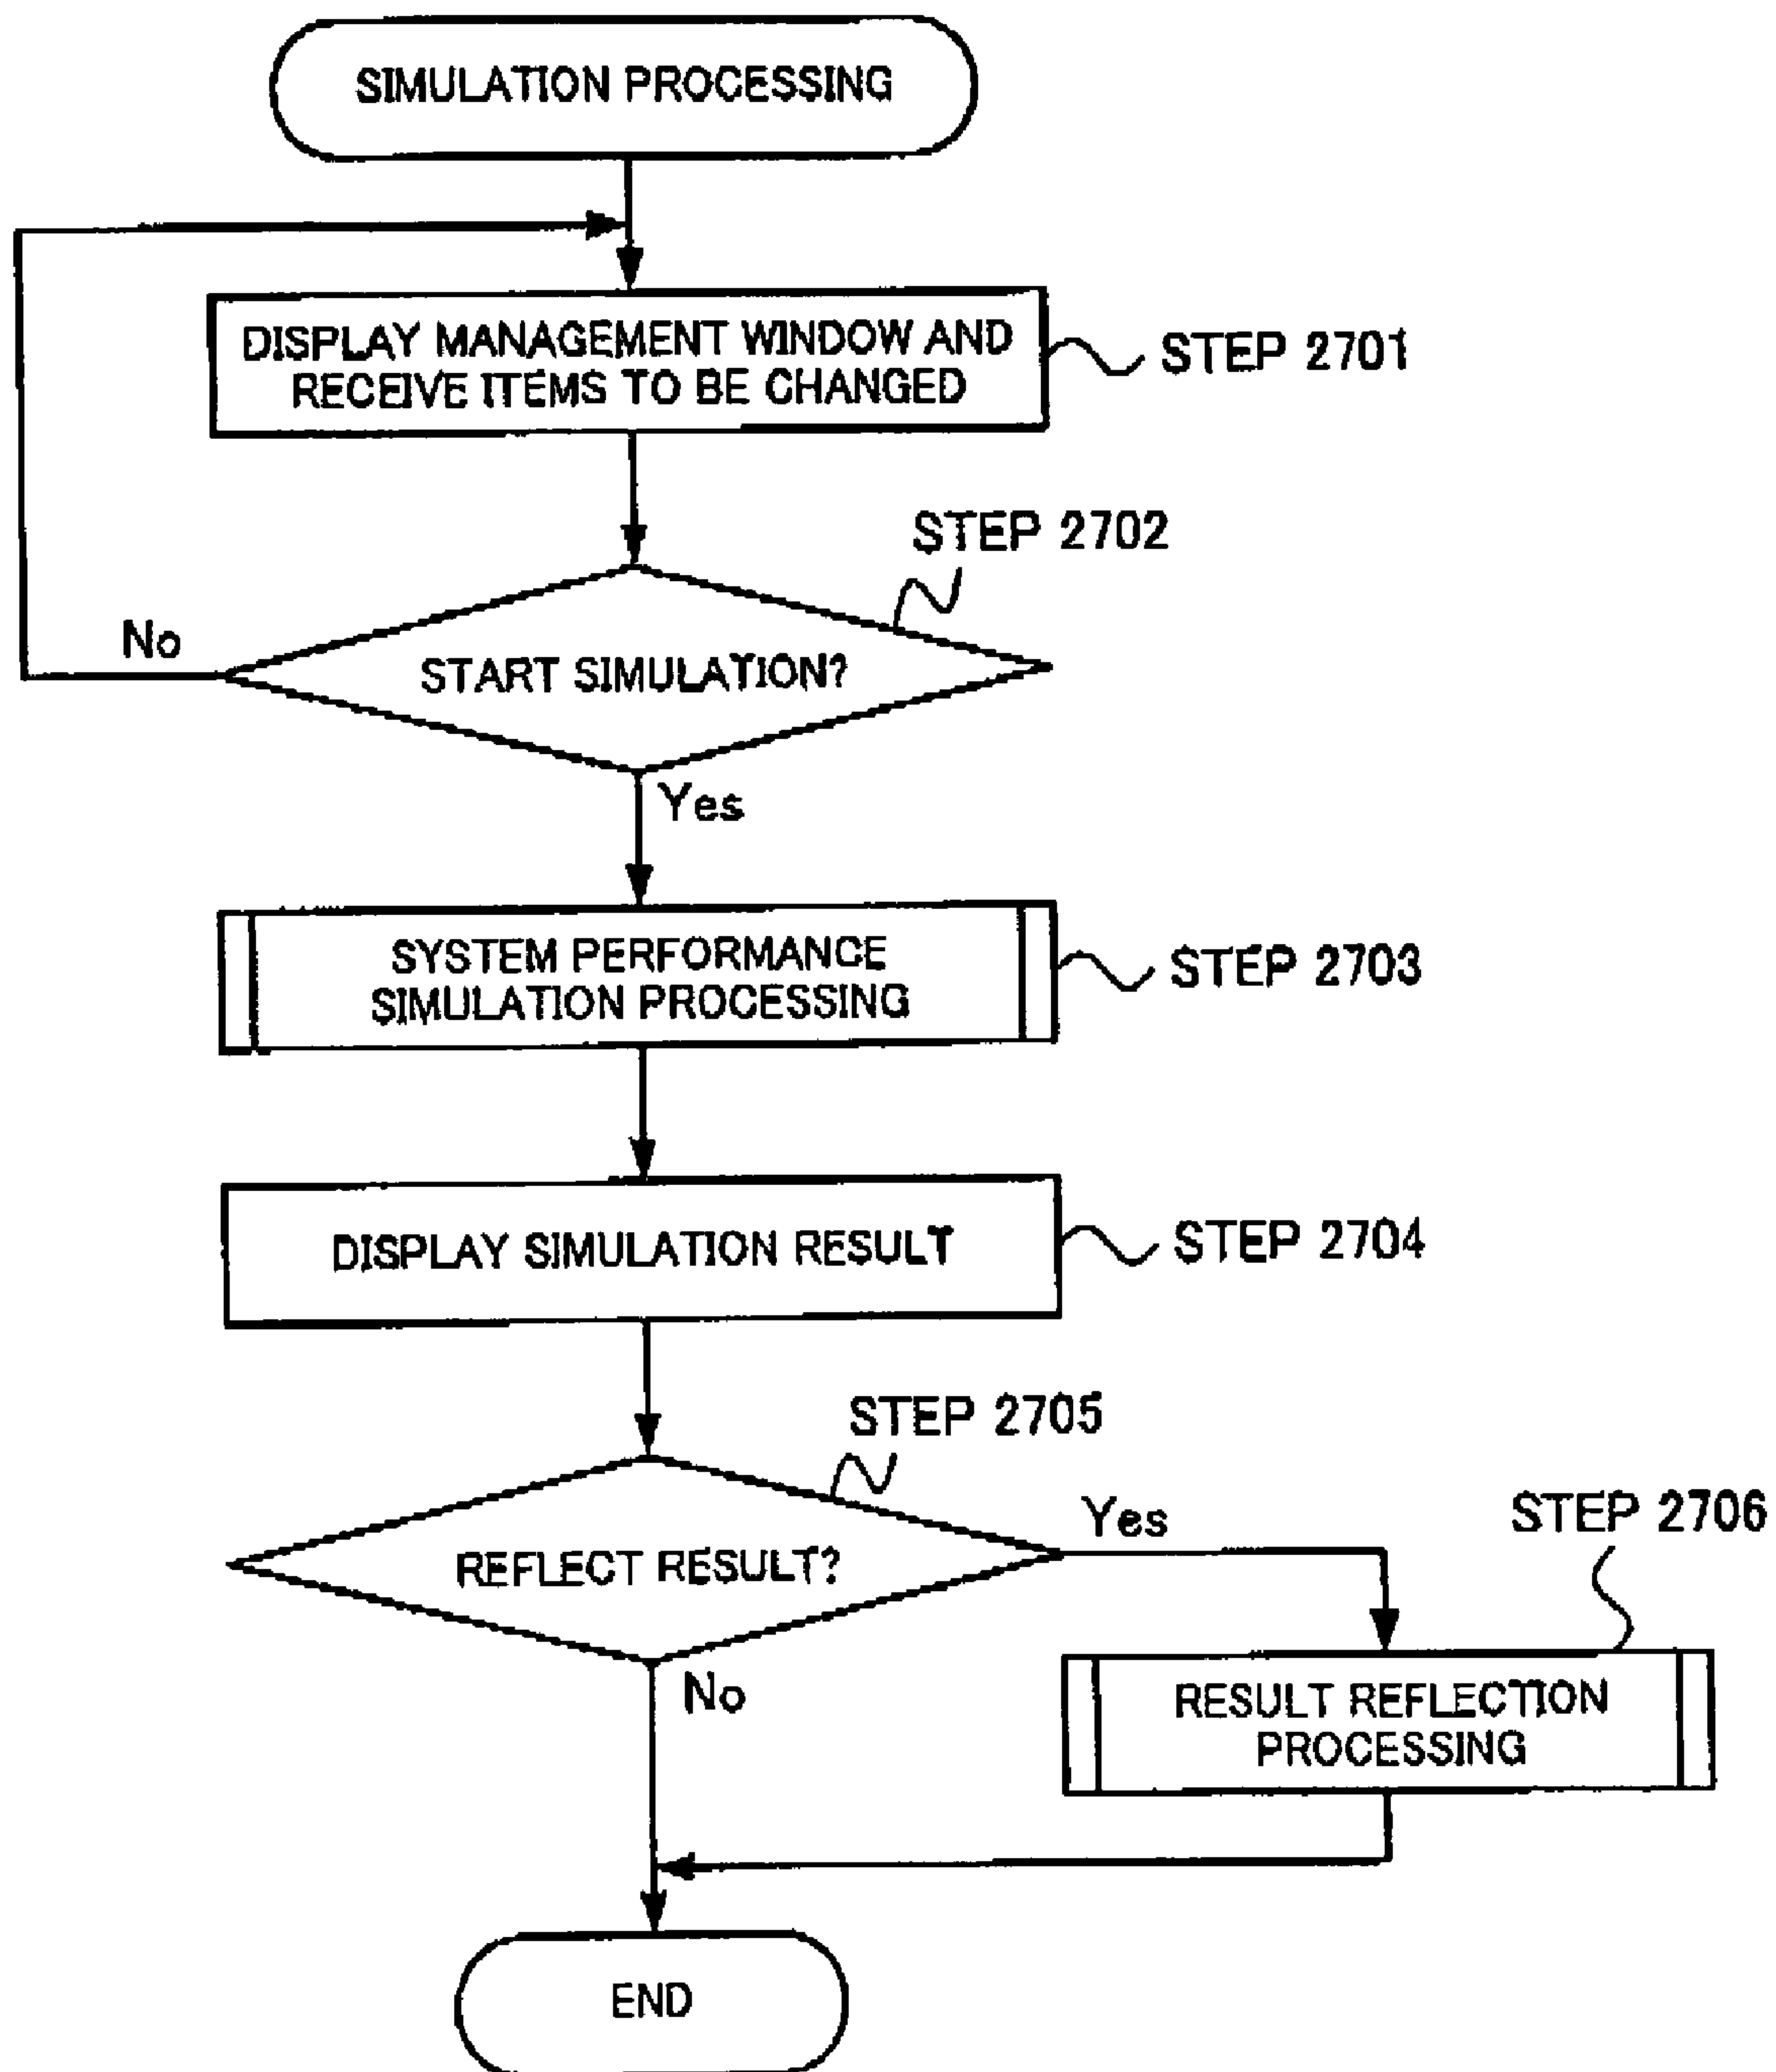 SIMULATION PROCESSING
DISPLAY MANAGEMENT WINDOW AND
RECEIVE ITEMS TO BE CHANGED
STEP 2701
STEP 2702
No
START SIMULATION?
Yes
SYSTEM PERFORMANCE
SIMULATION PROCESSING
STEP 2703
DISPLAY SIMULATION RESULT
STEP 2704
STEP 2705
REFLECT RESULT?
Yes
STEP 2706
No
RESULT REFLECTION
PROCESSING
END